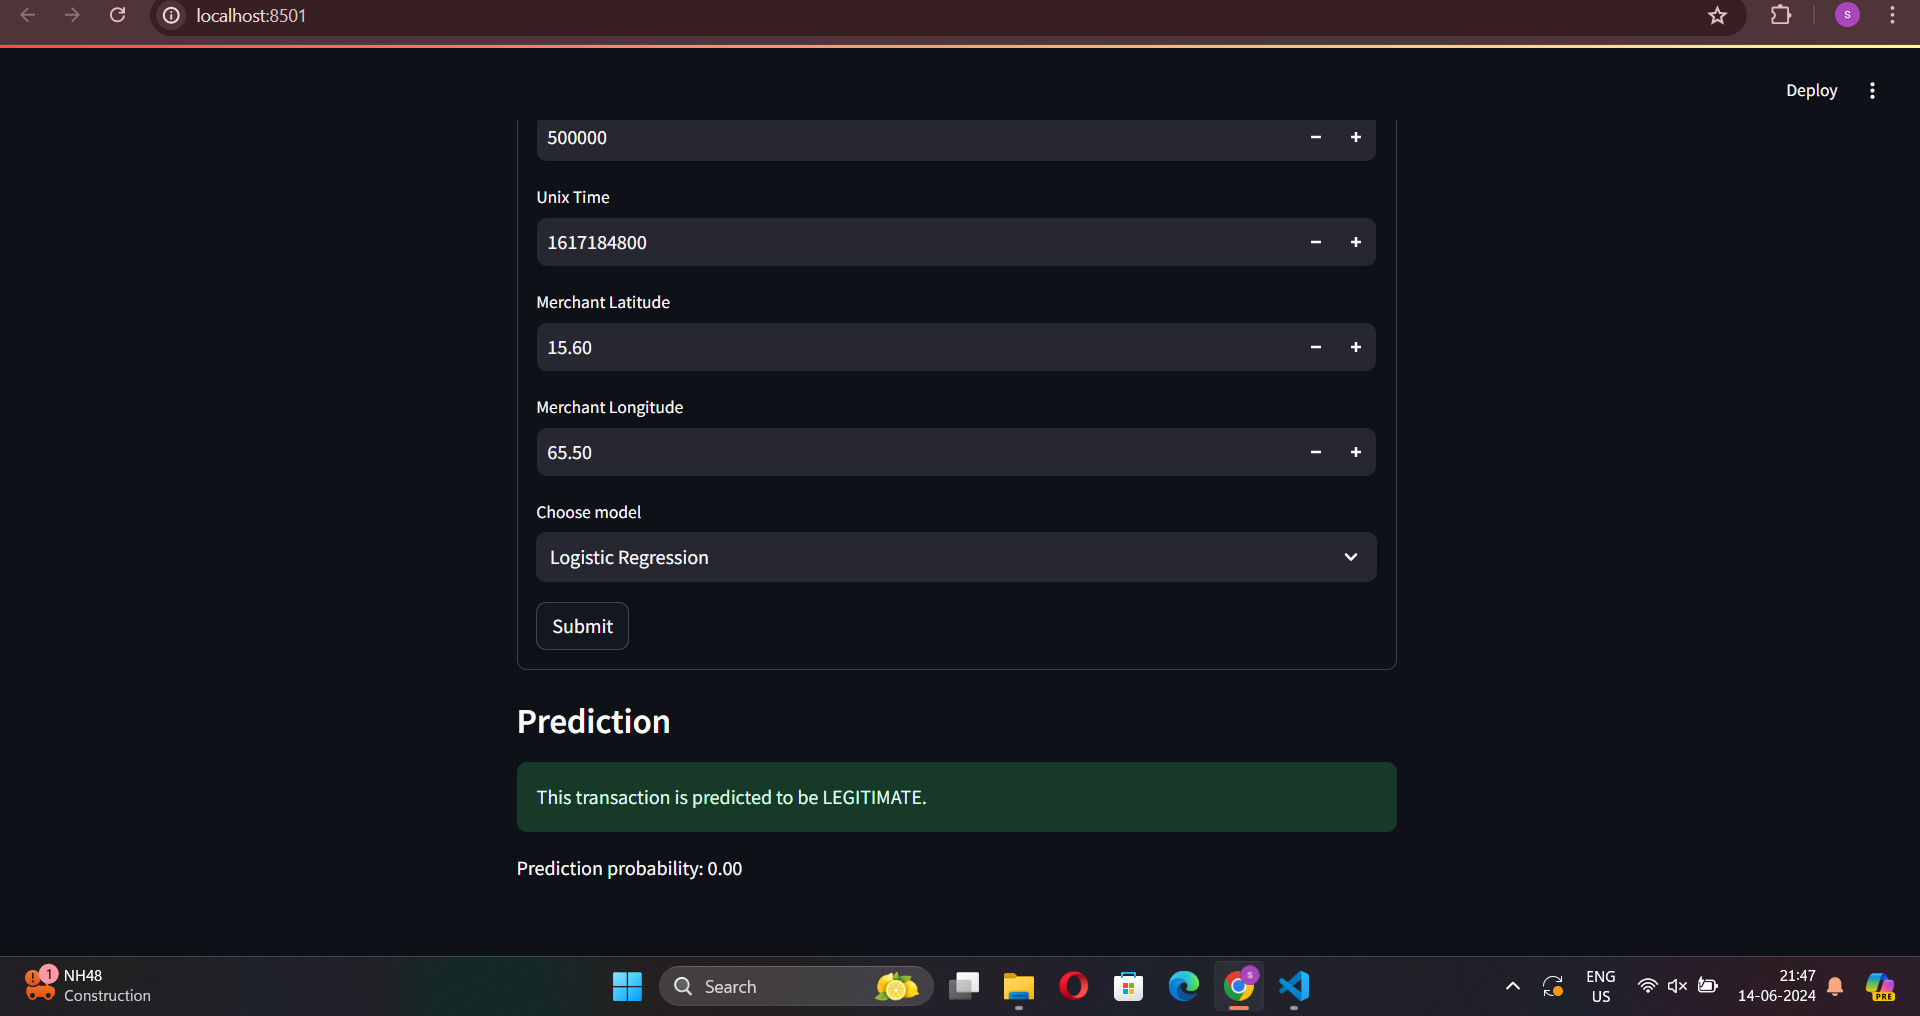 localhost:8501
S
Deploy
500000
Unix Time
1617184800
Merchant Latitude
15.60
Merchant Longitude
65.50
Choose model
Logistic Regression
Submit
Prediction
This transaction is predicted to be LEGITIMATE.
Prediction probability: 0.00
1
NH48
Construction
Search
S
ENG
US
21:47
14-06-2024
PRE